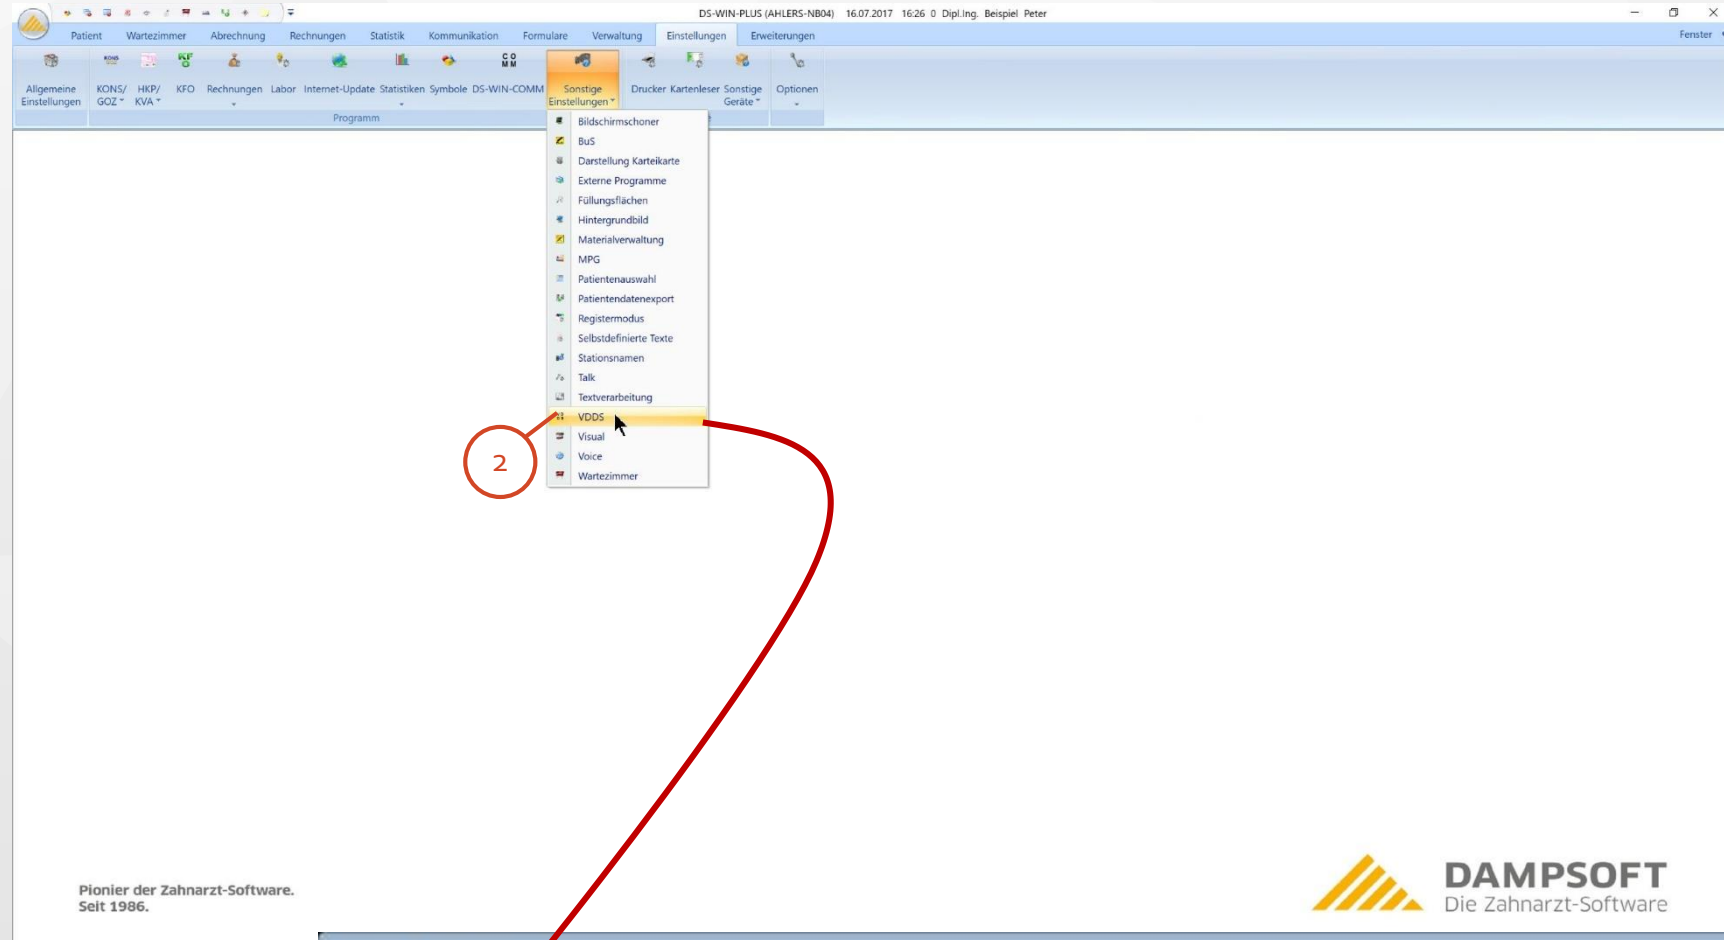 DS-WIN-PLUS (AHLERS-NB04) 16.07.2017 16:26 0 Dipl.Ing. Beispiel Peter
Patient Wartezimmer Abrechnung Rechnungen Statistik Kommunikation Formulare Verwaltung Einstellungen Erweiterungen Fenster
Allgemeine Einstellungen
KONS/ GOZ
HKP/ KVA
KFO
Rechnungen
Labor
Internet-Update
Statistiken
Symbole
DS-WIN-COMM
Sonstige Einstellungen
Drucker
Kartenleser
Sonstige Geräte
Optionen
Programm
Bildschirmschoner
BuS
Darstellung Karteikarte
Externe Programme
Füllungsflächen
Hintergrundbild
Materialverwaltung
MPG
Patientenauswahl
Patientendatenexport
Registermodus
Selbstdefinierte Texte
Stationsnamen
Talk
Textverarbeitung
VDDS
Visual
Voice
Wartezimmer
2
Pionier der Zahnarzt-Software.
Seit 1986.
DAMPSOFT
Die Zahnarzt-Software